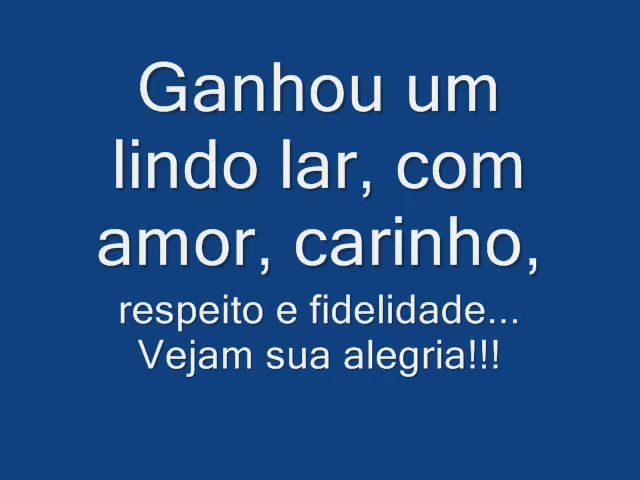 Ganhou um
lindo lar, com
amor, carinho,
respeito e fidelidade...
Vejam sua alegria!!!